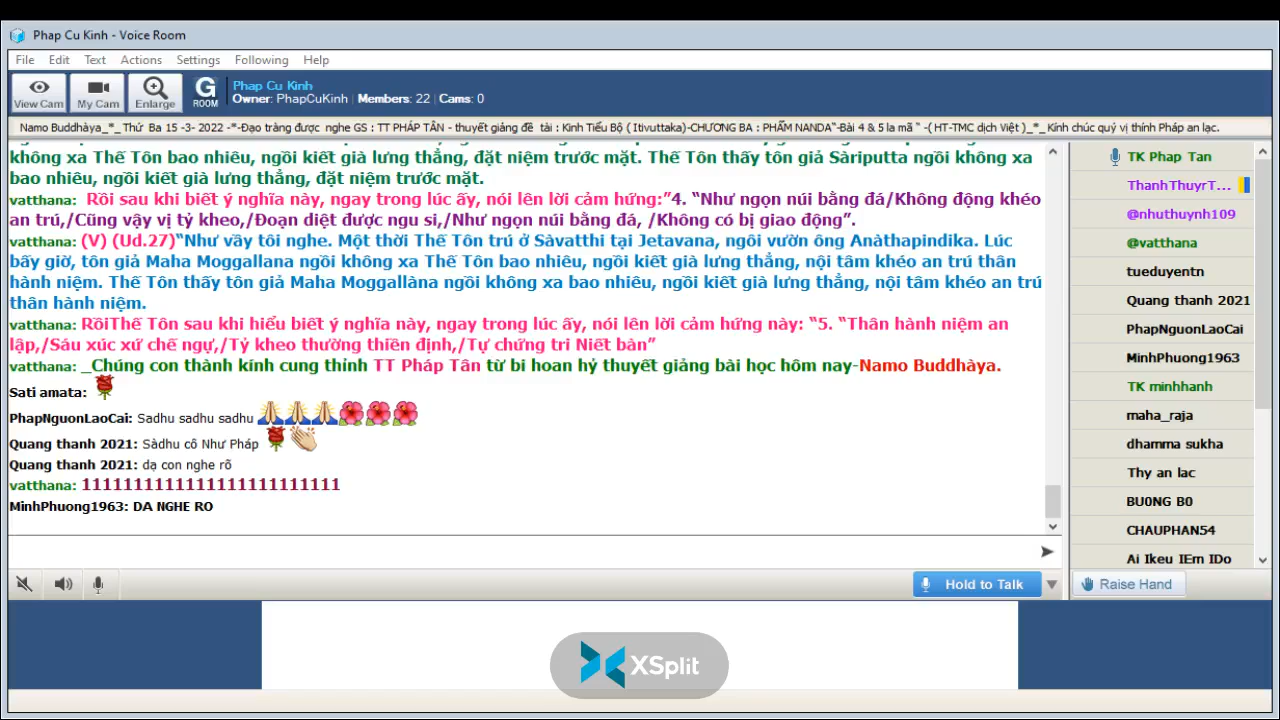 Phap Cu Kinh - Voice Room
File Edit Text Actions Settings Following Help
View Cam My Cam Enlarge G ROOM
Phap Cu Kinh
Owner: PhapCuKinh | Members: 22 | Cams: 0
Namo Buddhàya_*_ Thứ Ba 15 -3- 2022 -*-Đạo tràng được nghe GS : TT PHÁP TÂN - thuyết giảng đề tài : Kinh Tiểu Bộ ( Itivuttaka)-CHƯƠNG BA : PHẨM NANDA“-Bài 4 & 5 la mã “ -( HT-TMC dịch Việt )_*_ Kính chúc quý vị thính Pháp an lạc.
không xa Thế Tôn bao nhiêu, ngồi kiết già lưng thẳng, đặt niệm trước mặt. Thế Tôn thấy tôn giả Sàriputta ngồi không xa
bao nhiêu, ngồi kiết già lưng thẳng, đặt niệm trước mặt.
vatthana: Rồi sau khi biết ý nghĩa này, ngay trong lúc ấy, nói lên lời cảm hứng:”4. “Như ngọn núi bằng đá/Không động khéo
an trú,/Cũng vậy vị tỷ kheo,/Đoạn diệt được ngu si,/Như ngọn núi bằng đá, /Không có bị giao động”.
vatthana: (V) (Ud.27)“Như vầy tôi nghe. Một thời Thế Tôn trú ở Sàvatthi tại Jetavana, ngôi vườn ông Anàthapindika. Lúc
bấy giờ, tôn giả Maha Moggallana ngồi không xa Thế Tôn bao nhiêu, ngồi kiết già lưng thẳng, nội tâm khéo an trú thân
hành niệm. Thế Tôn thấy tôn giả Maha Moggallàna ngồi không xa bao nhiêu, ngồi kiết già lưng thẳng, nội tâm khéo an trú
thân hành niệm.
vatthana: RồiThế Tôn sau khi hiểu biết ý nghĩa này, ngay trong lúc ấy, nói lên lời cảm hứng này: “5. “Thân hành niệm an
lập,/Sáu xúc xứ chế ngự,/Tỷ kheo thường thiền định,/Tự chứng tri Niết bàn”
vatthana: _Chúng con thành kính cung thỉnh TT Pháp Tân từ bi hoan hỷ thuyết giảng bài học hôm nay-Namo Buddhàya.
Sati amata:
PhapNguonLaoCai: Sadhu sadhu sadhu
Quang thanh 2021: Sàdhu cô Như Pháp
Quang thanh 2021: dạ con nghe rõ
vatthana: 1111111111111111111111111
MinhPhuong1963: DA NGHE RO
TK Phap Tan
ThanhThuyrT...
@nhuthuynh109
@vatthana
tueduyentn
Quang thanh 2021
PhapNguonLaoCai
MinhPhuong1963
TK minhhanh
maha_raja
dhamma sukha
Thy an lac
BU0NG B0
CHAUPHAN54
Ai Ikeu IEm IDo
Hold to Talk
Raise Hand
XSplit